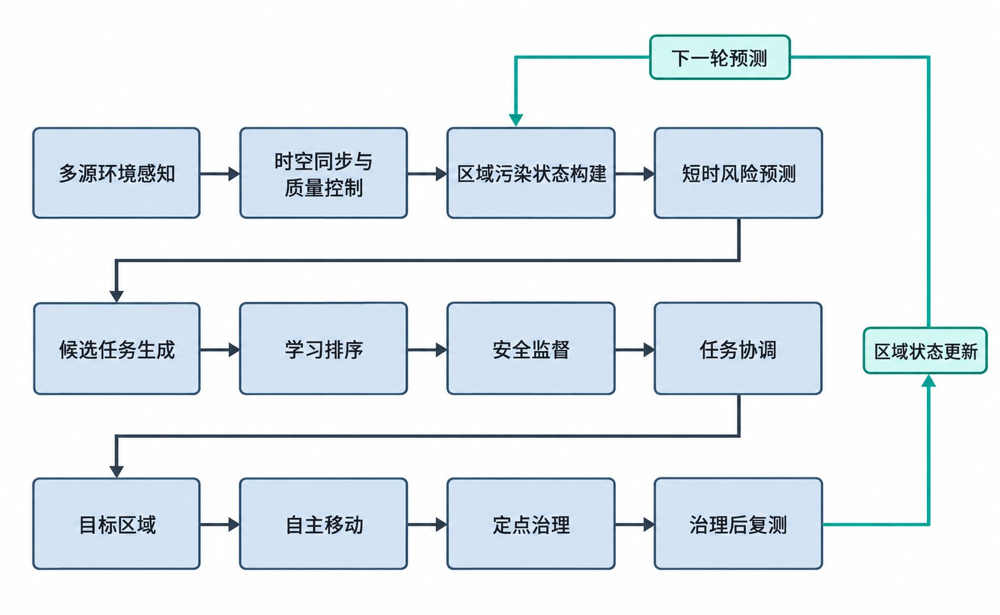 下一轮预测
多源环境感知
时空同步与
质量控制
区域污染状态构建
短时风险预测
候选任务生成
学习排序
安全监督
任务协调
区域状态更新
目标区域
自主移动
定点治理
治理后复测